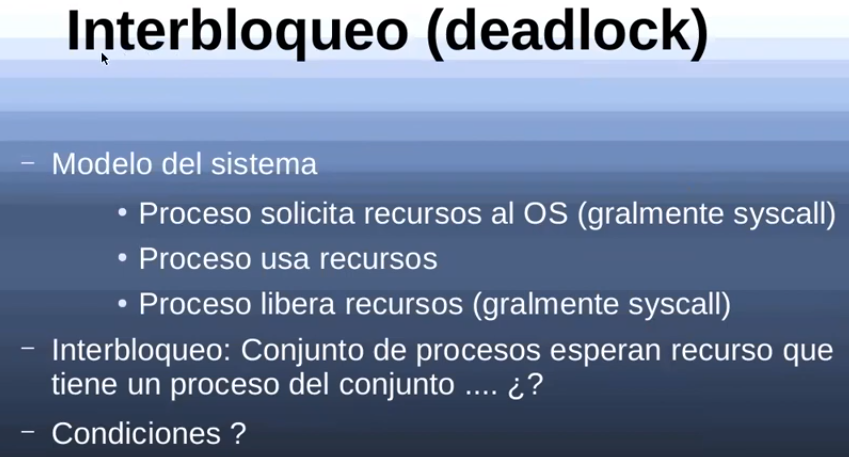 Interbloqueo (deadlock)
– Modelo del sistema
• Proceso solicita recursos al OS (gralmente syscall)
• Proceso usa recursos
• Proceso libera recursos (gralmente syscall)
– Interbloqueo: Conjunto de procesos esperan recurso que
tiene un proceso del conjunto .... ¿?
– Condiciones ?